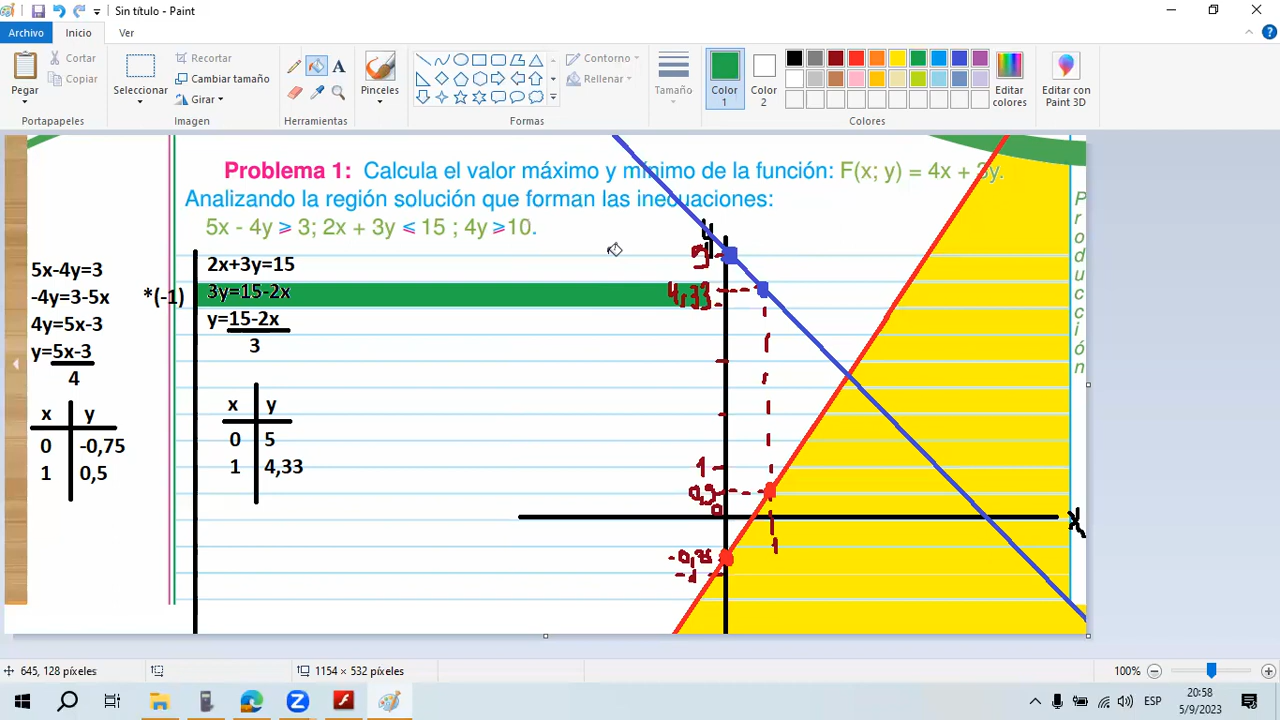 Sin título - Paint
Archivo Inicio Ver
Pegar
Cortar
Copiar
Portapapeles
Seleccionar
Recortar
Cambiar tamaño
Girar
Imagen
A
Herramientas
Pinceles
Contorno
Rellenar
Formas
Tamaño
Color 1
Color 2
Editar colores
Colores
Editar con Paint 3D
Problema 1: Calcula el valor máximo y mínimo de la función: F(x; y) = 4x + 3y.
Analizando la región solución que forman las inecuaciones:
5x - 4y ≥ 3; 2x + 3y ≤ 15 ; 4y ≥10.
5x-4y=3
-4y=3-5x *(-1)
4y=5x-3
y=5x-3
4
x y
0 -0,75
1 0,5
2x+3y=15
3y=15-2x
y=15-2x
3
x y
0 5
1 4,33
y
5
4,33
1
0,5
0
-0,75
-1
1
x
Producción
645, 128 píxeles
1154 × 532 píxeles
100%
ESP
20:58
5/9/2023